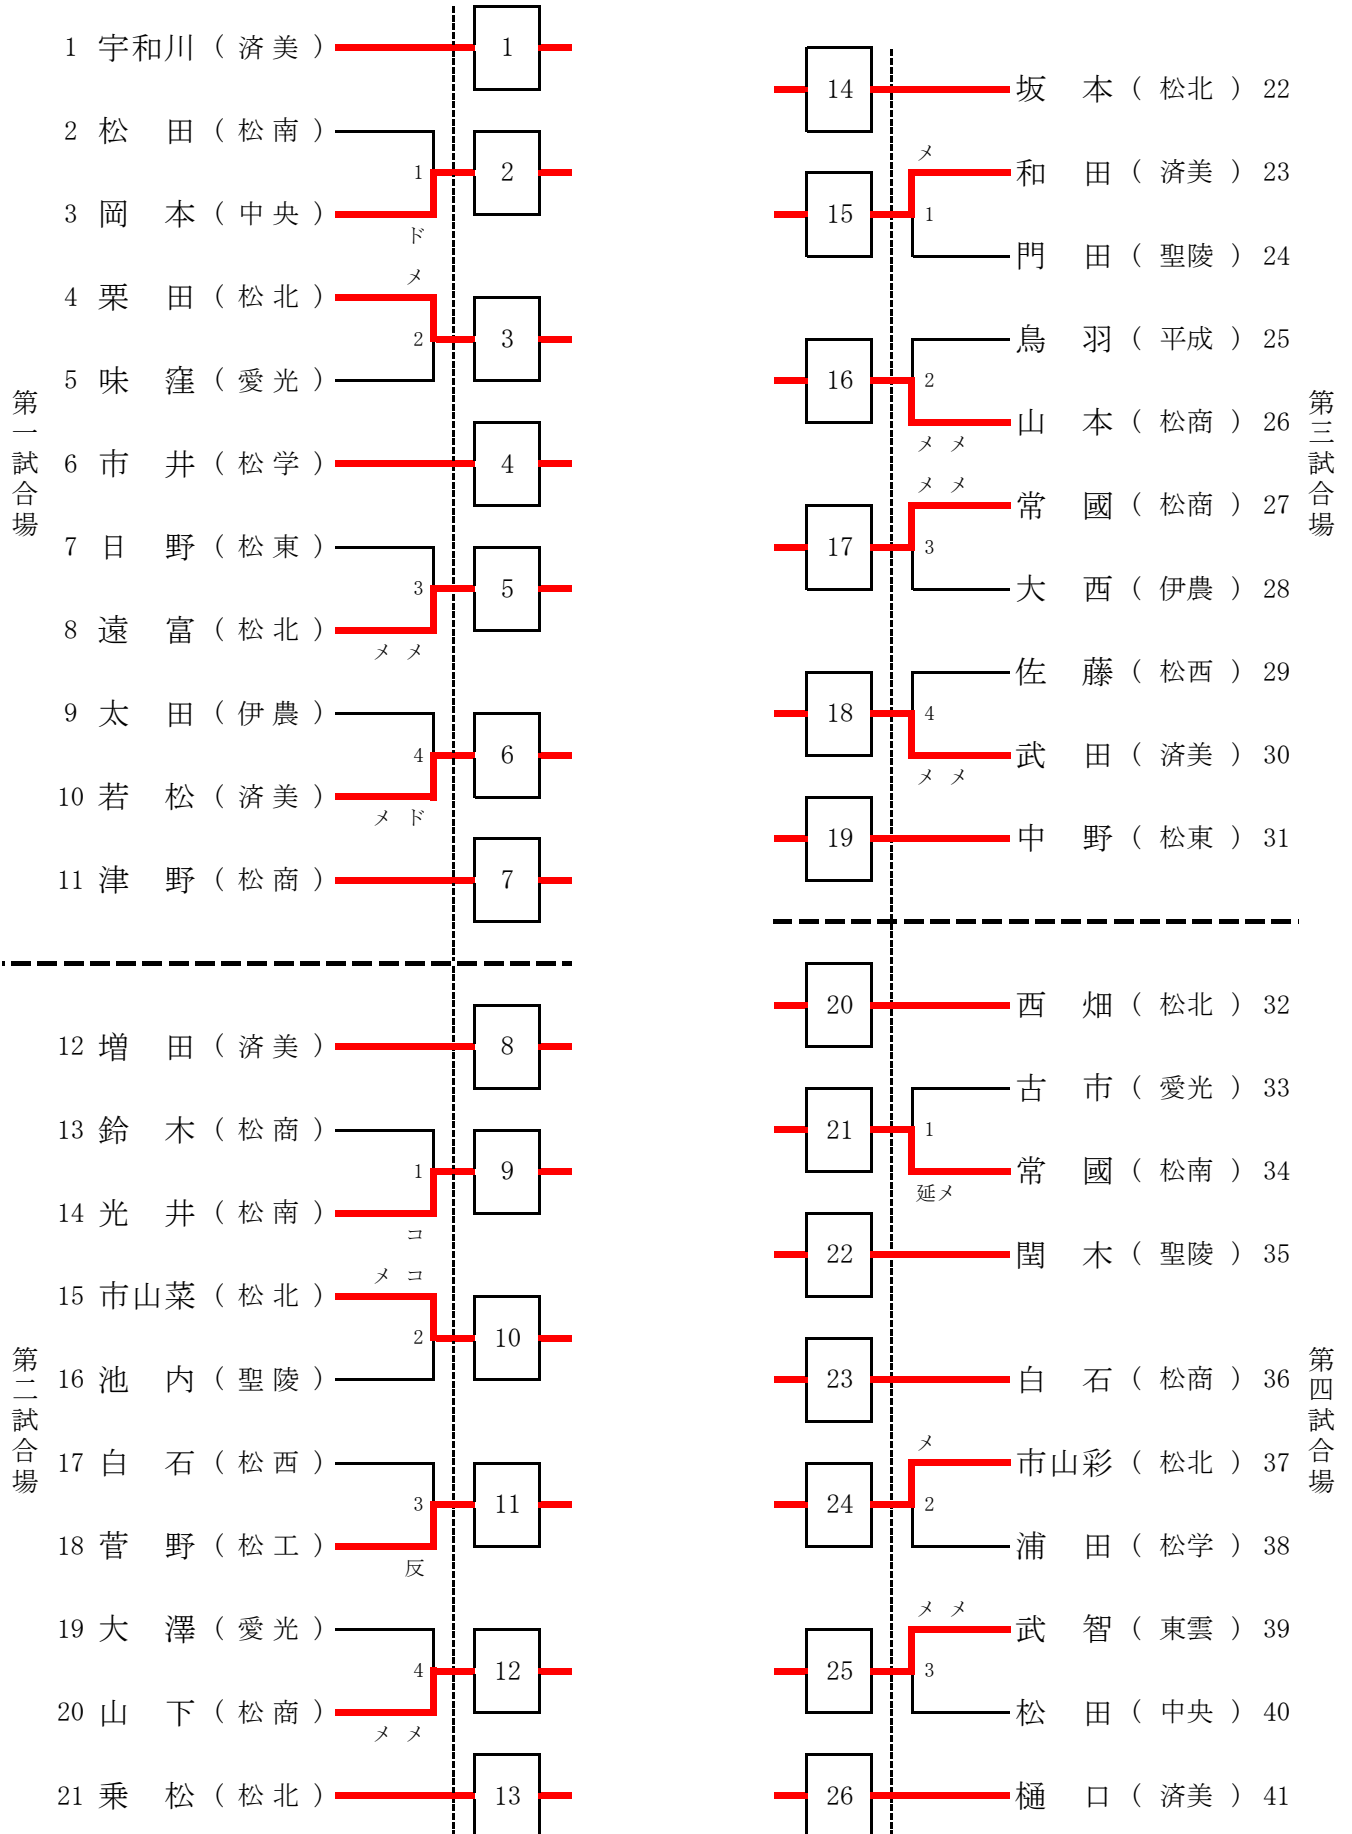 第一試合場
1 宇和川 ( 済美 ) 1
2 松 田 ( 松南 )
1 2
3 岡 本 ( 中央 )
ド
メ
4 栗 田 ( 松北 )
2 3
5 味 窪 ( 愛光 )
6 市 井 ( 松学 ) 4
7 日 野 ( 松東 )
3 5
8 遠 富 ( 松北 )
メ メ
9 太 田 ( 伊農 )
4 6
10 若 松 ( 済美 )
メ ド
11 津 野 ( 松商 ) 7
第二試合場
12 増 田 ( 済美 ) 8
13 鈴 木 ( 松商 )
1 9
14 光 井 ( 松南 )
コ
メ コ
15 市山菜 ( 松北 )
2 10
16 池 内 ( 聖陵 )
17 白 石 ( 松西 )
3 11
18 菅 野 ( 松工 )
反
19 大 澤 ( 愛光 )
4 12
20 山 下 ( 松商 )
メ メ
21 乗 松 ( 松北 ) 13
第三試合場
14 坂 本 ( 松北 ) 22
メ
和 田 ( 済美 ) 23
15 1
門 田 ( 聖陵 ) 24
鳥 羽 ( 平成 ) 25
16 2
山 本 ( 松商 ) 26
メ メ
メ メ
常 國 ( 松商 ) 27
17 3
大 西 ( 伊農 ) 28
佐 藤 ( 松西 ) 29
18 4
武 田 ( 済美 ) 30
メ メ
19 中 野 ( 松東 ) 31
第四試合場
20 西 畑 ( 松北 ) 32
古 市 ( 愛光 ) 33
21 1
常 國 ( 松南 ) 34
延メ
22 閏 木 ( 聖陵 ) 35
23 白 石 ( 松商 ) 36
メ
市山彩 ( 松北 ) 37
24 2
浦 田 ( 松学 ) 38
メ メ
武 智 ( 東雲 ) 39
25 3
松 田 ( 中央 ) 40
26 樋 口 ( 済美 ) 41